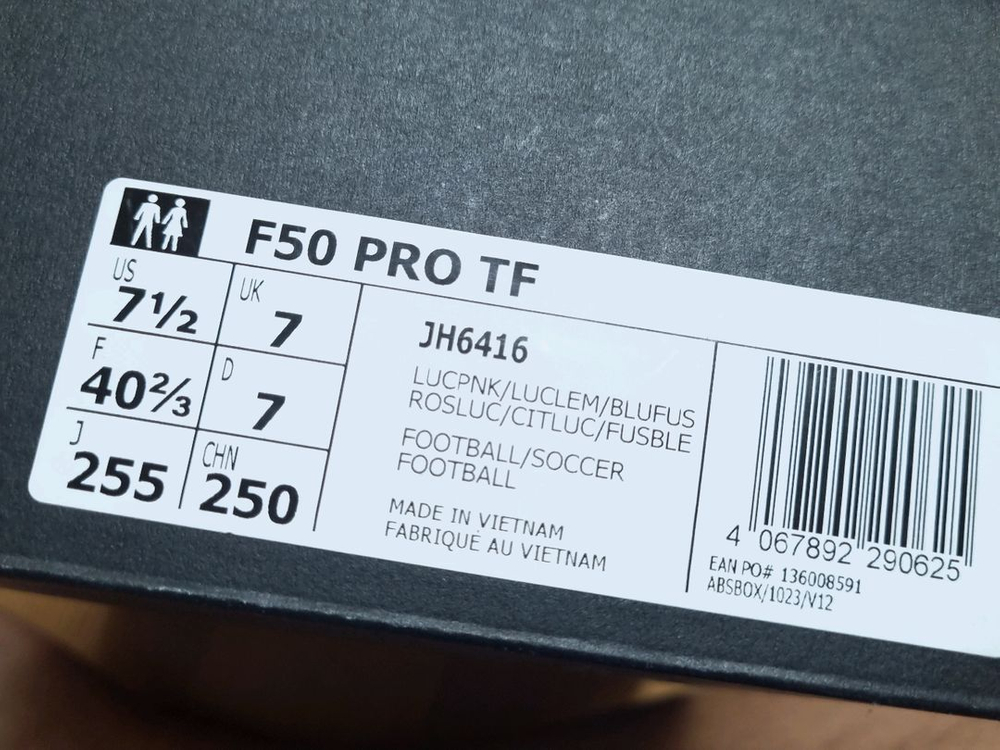 F50 PRO TF
US
7½
UK
7
F
40⅔
D
7
J
255
CHN
250
JH6416
LUCPNK/LUCLEM/BLUFUS
ROSLUC/CITLUC/FUSBLE
FOOTBALL/SOCCER
FOOTBALL
MADE IN VIETNAM
FABRIQUÉ AU VIETNAM
4 067892 290625
EAN PO# 136008591
ABSBOX/1023/V12